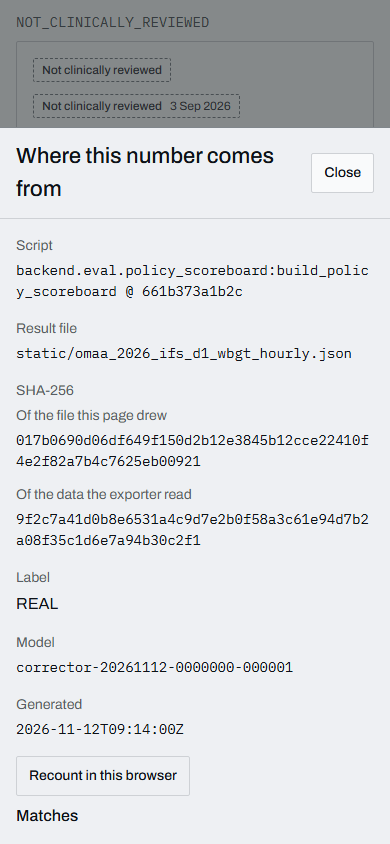 NOT_CLINICALLY_REVIEWED
Not clinically reviewed
Not clinically reviewed 3 Sep 2026
Where this number comes
from
Close
Script
backend.eval.policy_scoreboard:build_polic
y_scoreboard @ 661b373a1b2c
Result file
static/omaa_2026_ifs_d1_wbgt_hourly.json
SHA-256
Of the file this page drew
017b0690d06df649f150d2b12e3845b12cce22410f
4e2f82a7b4c7625eb00921
Of the data the exporter read
9f2c7a41d0b8e6531a4c9d7e2b0f58a3c61e94d7b2
a08f35c1d6e7a94b30c2f1
Label
REAL
Model
corrector-20261112-0000000-000001
Generated
2026-11-12T09:14:00Z
Recount in this browser
Matches